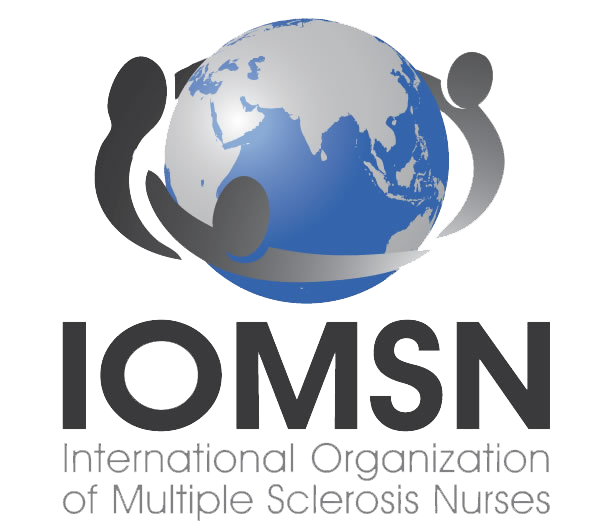 IOMSN
International Organization
of Multiple Sclerosis Nurses